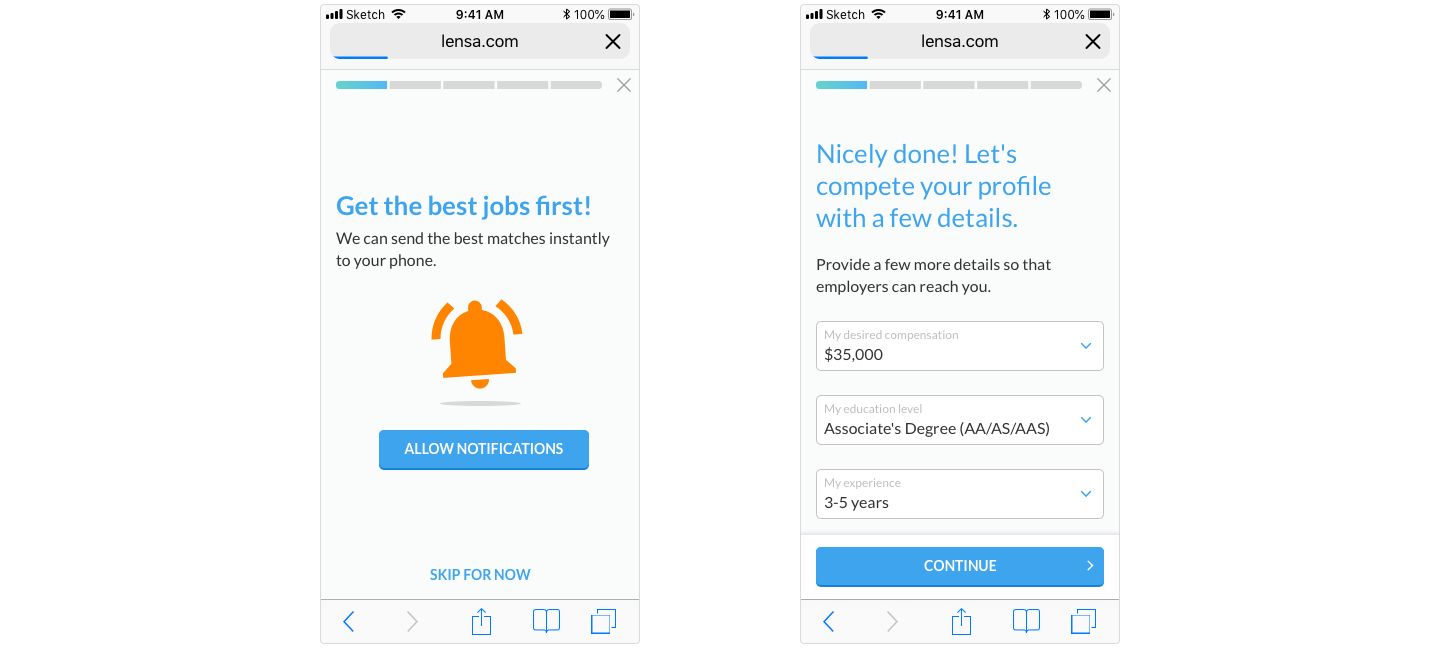 Sketch 9:41 AM 100%
lensa.com
Get the best jobs first!
We can send the best matches instantly
to your phone.
ALLOW NOTIFICATIONS
SKIP FOR NOW
Sketch 9:41 AM 100%
lensa.com
Nicely done! Let's
compete your profile
with a few details.
Provide a few more details so that
employers can reach you.
My desired compensation
$35,000
My education level
Associate's Degree (AA/AS/AAS)
My experience
3-5 years
CONTINUE